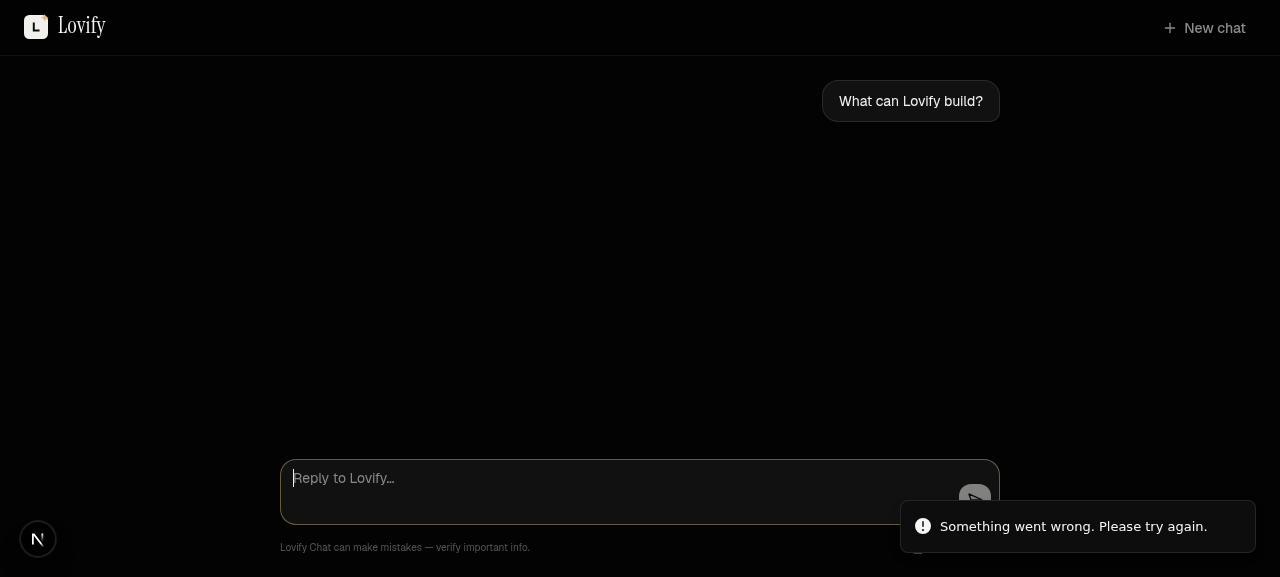 L Lovify
New chat
What can Lovify build?
Reply to Lovify...
Something went wrong. Please try again.
N
Lovify Chat can make mistakes — verify important info.